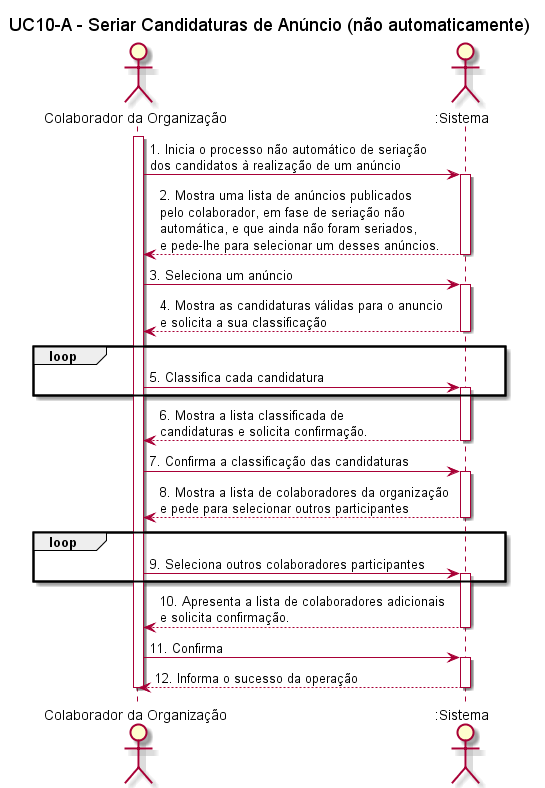 UC10-A - Seriar Candidaturas de Anúncio (não automaticamente)
Colaborador da Organização
:Sistema
1. Inicia o processo não automático de seriação
dos candidatos à realização de um anúncio
2. Mostra uma lista de anúncios publicados
pelo colaborador, em fase de seriação não
automática, e que ainda não foram seriados,
e pede-lhe para selecionar um desses anúncios.
3. Seleciona um anúncio
4. Mostra as candidaturas válidas para o anuncio
e solicita a sua classificação
loop
5. Classifica cada candidatura
6. Mostra a lista classificada de
candidaturas e solicita confirmação.
7. Confirma a classificação das candidaturas
8. Mostra a lista de colaboradores da organização
e pede para selecionar outros participantes
loop
9. Seleciona outros colaboradores participantes
10. Apresenta a lista de colaboradores adicionais
e solicita confirmação.
11. Confirma
12. Informa o sucesso da operação
Colaborador da Organização
:Sistema